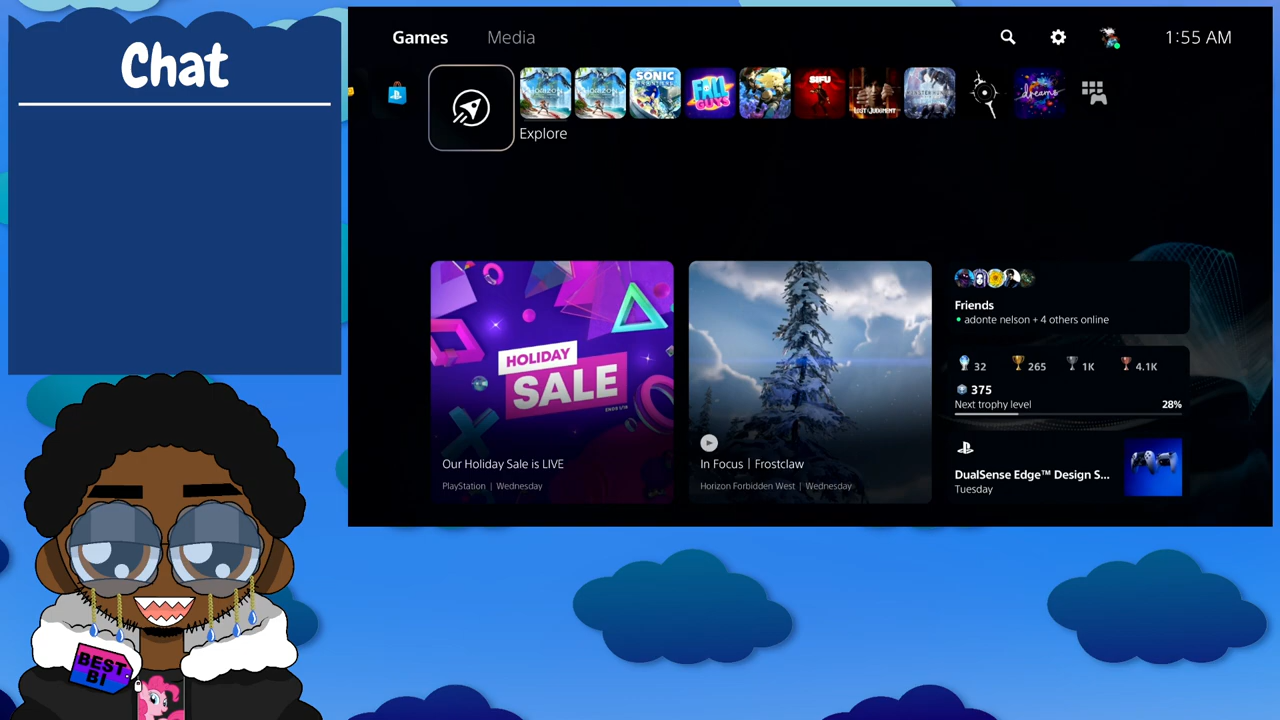 Chat
Games
Media
1:55 AM
SIFU
SONIC
FALL GUYS
LOST JUDGMENT
dreams
Explore
HOLIDAY
SALE
Our Holiday Sale is LIVE
PlayStation | Wednesday
In Focus | Frostclaw
Horizon Forbidden West | Wednesday
Friends
adonte nelson + 4 others online
32 265 1K 4.1K
375
Next trophy level 28%
DualSense Edge™ Design S...
Tuesday
BEST
BI